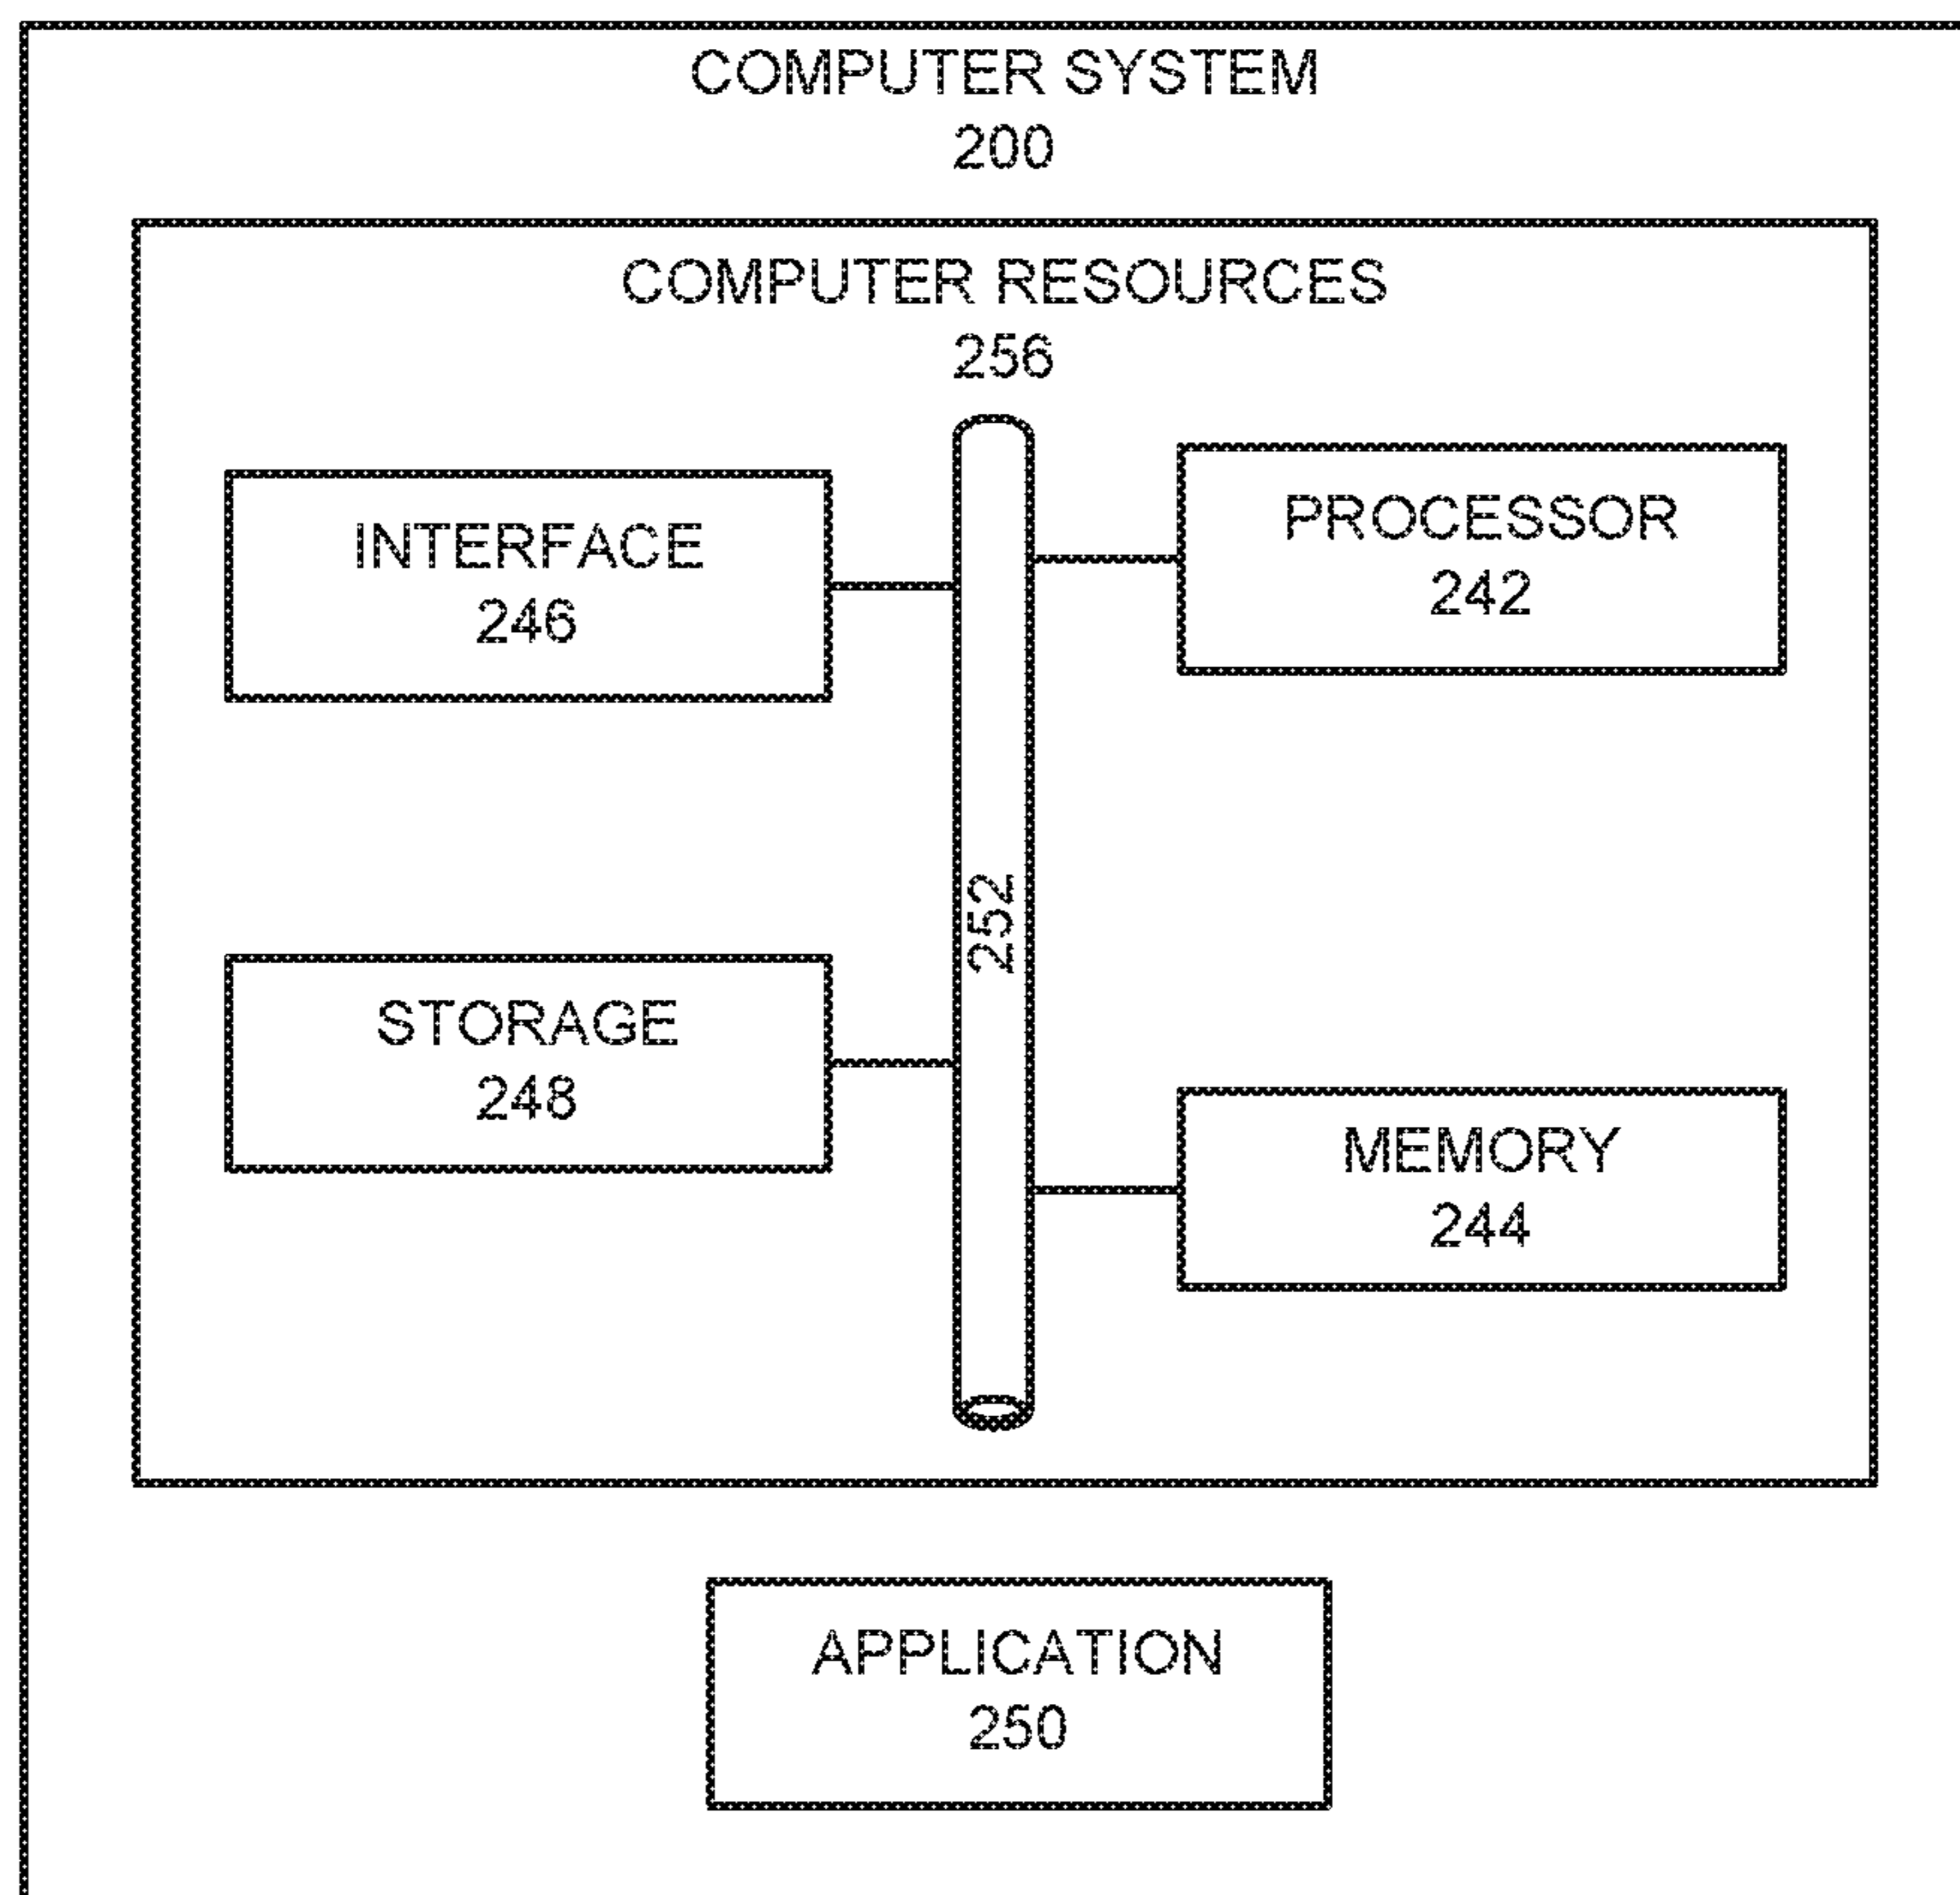 COMPUTER SYSTEM
200
COMPUTER RESOURCES
256
INTERFACE
246
PROCESSOR
242
252
STORAGE
248
MEMORY
244
APPLICATION
250